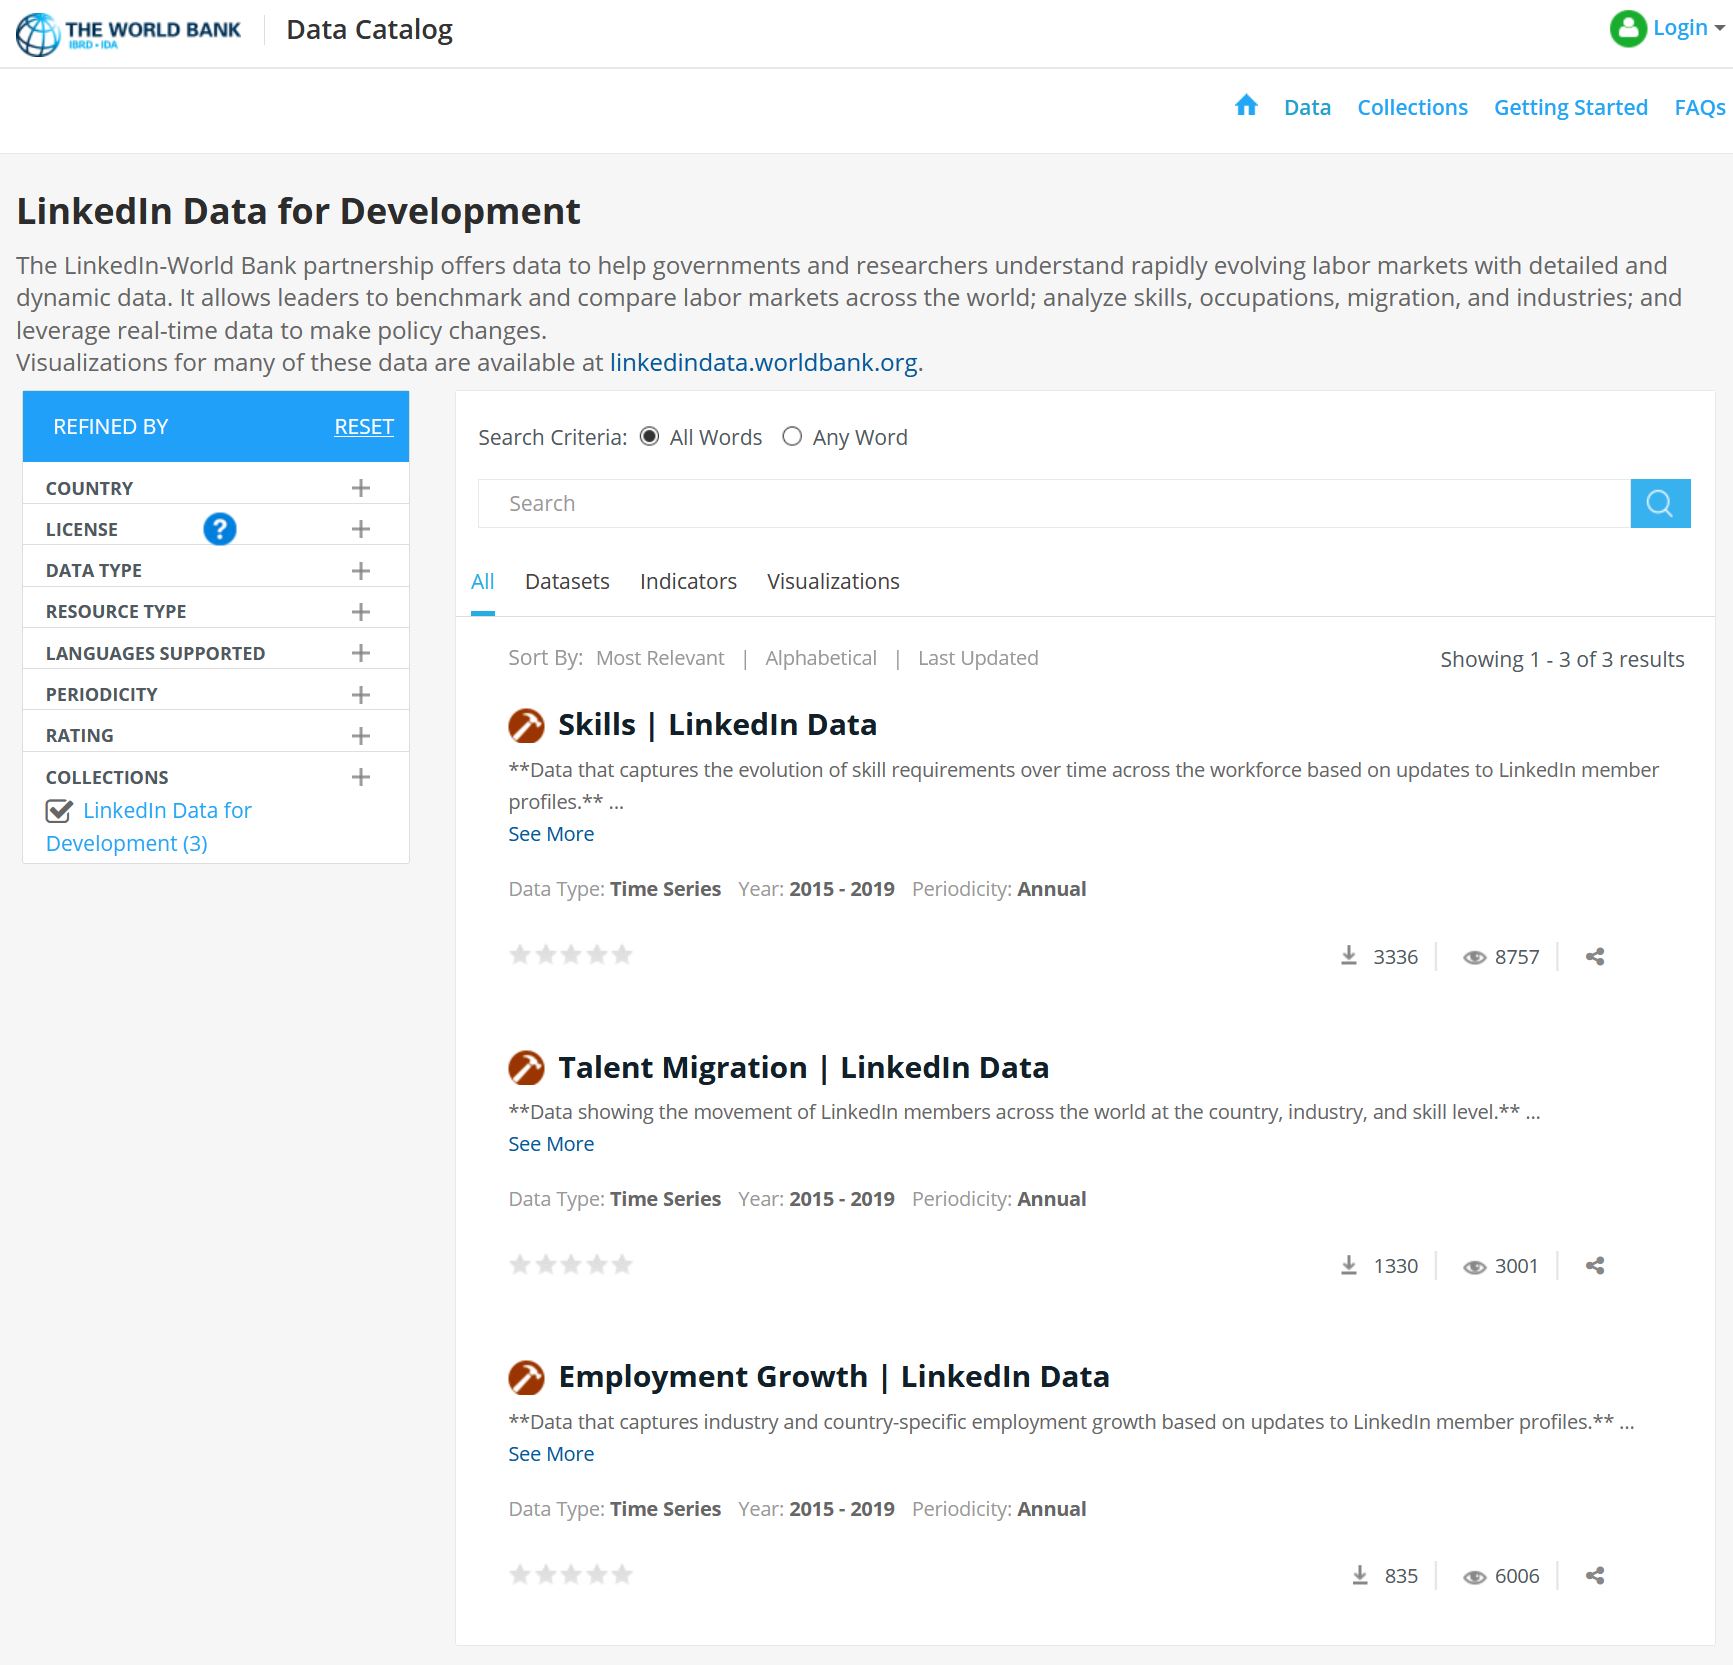 THE WORLD BANK
IBRD • IDA
Data Catalog
Login
Data Collections Getting Started FAQs
LinkedIn Data for Development
The LinkedIn-World Bank partnership offers data to help governments and researchers understand rapidly evolving labor markets with detailed and
dynamic data. It allows leaders to benchmark and compare labor markets across the world; analyze skills, occupations, migration, and industries; and
leverage real-time data to make policy changes.
Visualizations for many of these data are available at linkedindata.worldbank.org.
REFINED BY RESET
COUNTRY +
LICENSE ? +
DATA TYPE +
RESOURCE TYPE +
LANGUAGES SUPPORTED +
PERIODICITY +
RATING +
COLLECTIONS +
LinkedIn Data for
Development (3)
Search Criteria: All Words Any Word
Search
All Datasets Indicators Visualizations
Sort By: Most Relevant | Alphabetical | Last Updated
Showing 1 - 3 of 3 results
Skills | LinkedIn Data
**Data that captures the evolution of skill requirements over time across the workforce based on updates to LinkedIn member
profiles.** ...
See More
Data Type: Time Series Year: 2015 - 2019 Periodicity: Annual
3336 8757
Talent Migration | LinkedIn Data
**Data showing the movement of LinkedIn members across the world at the country, industry, and skill level.** ...
See More
Data Type: Time Series Year: 2015 - 2019 Periodicity: Annual
1330 3001
Employment Growth | LinkedIn Data
**Data that captures industry and country-specific employment growth based on updates to LinkedIn member profiles.** ...
See More
Data Type: Time Series Year: 2015 - 2019 Periodicity: Annual
835 6006